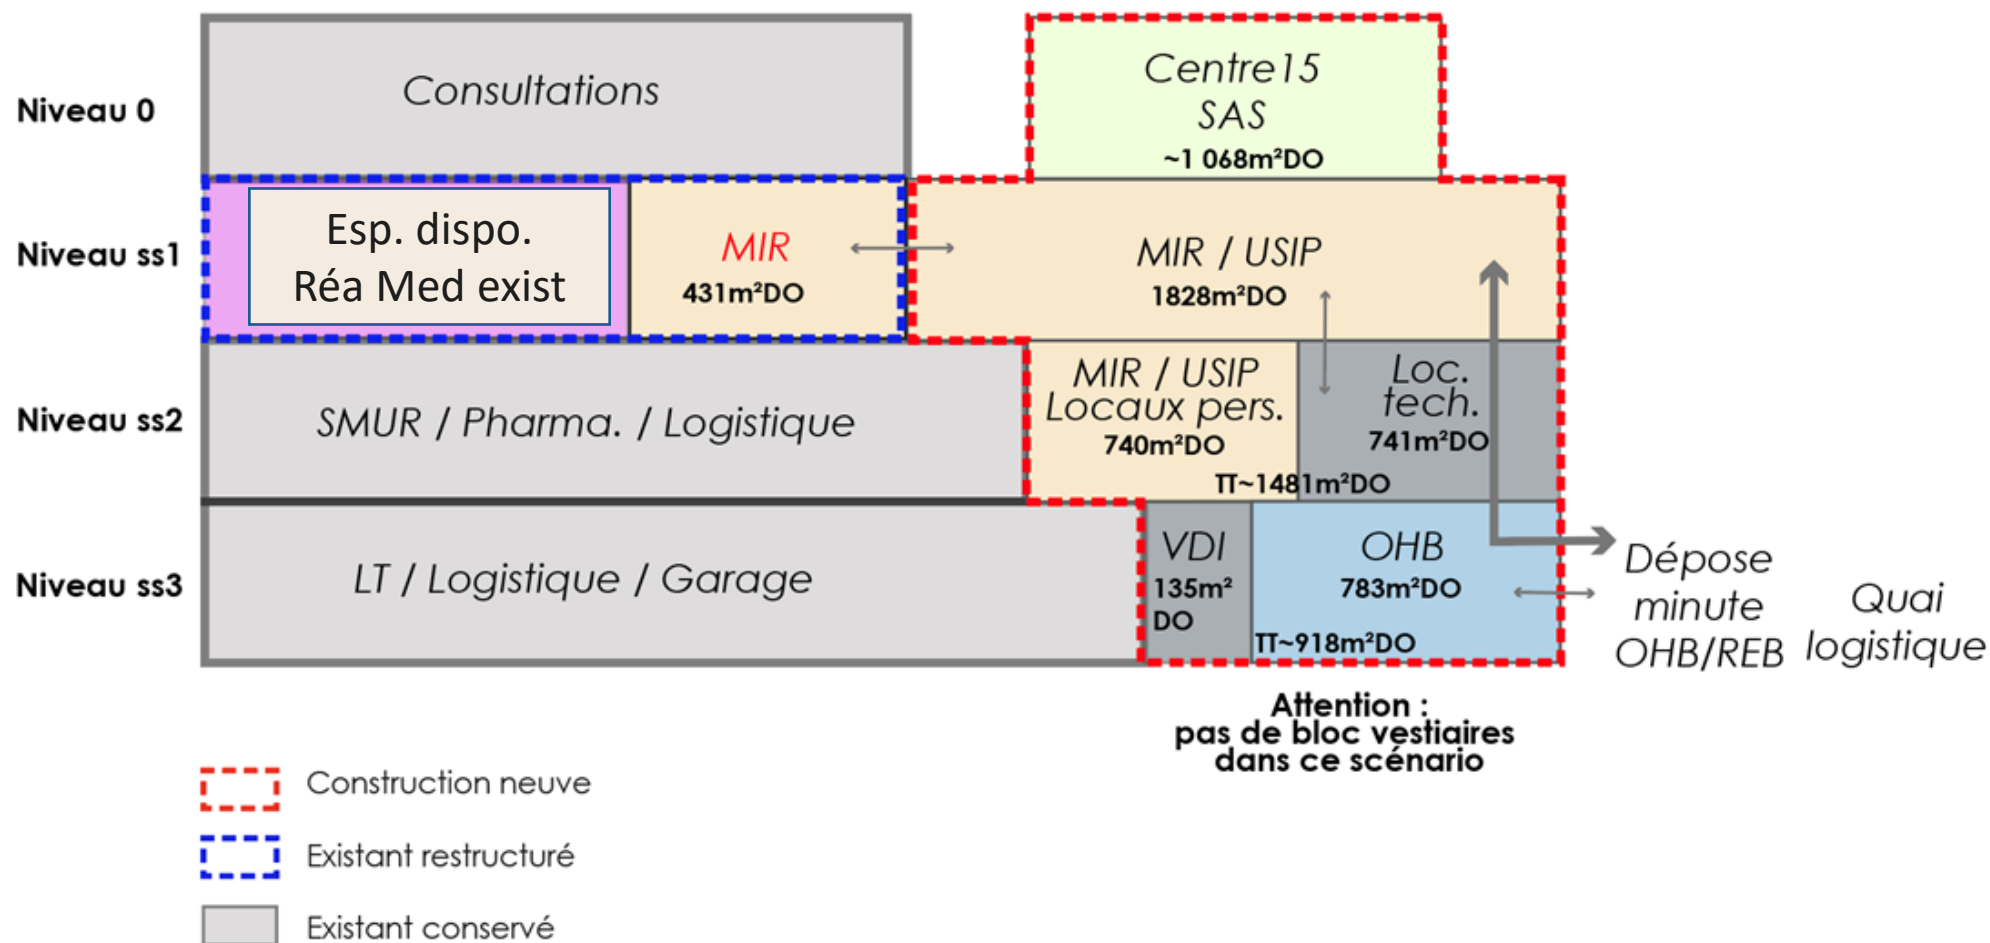 Niveau 0
Consultations
Centre15
SAS
~1 068m²DO
Niveau ss1
Esp. dispo.
Réa Med exist
MIR
431m²DO
MIR / USIP
1828m²DO
Niveau ss2
SMUR / Pharma. / Logistique
MIR / USIP
Locaux pers.
740m²DO
Loc.
tech.
741m²DO
TT~1481m²DO
Niveau ss3
LT / Logistique / Garage
VDI
135m²
DO
OHB
783m²DO
TT~918m²DO
Dépose
minute
OHB/REB
Quai
logistique
Attention :
pas de bloc vestiaires
dans ce scénario
Construction neuve
Existant restructuré
Existant conservé